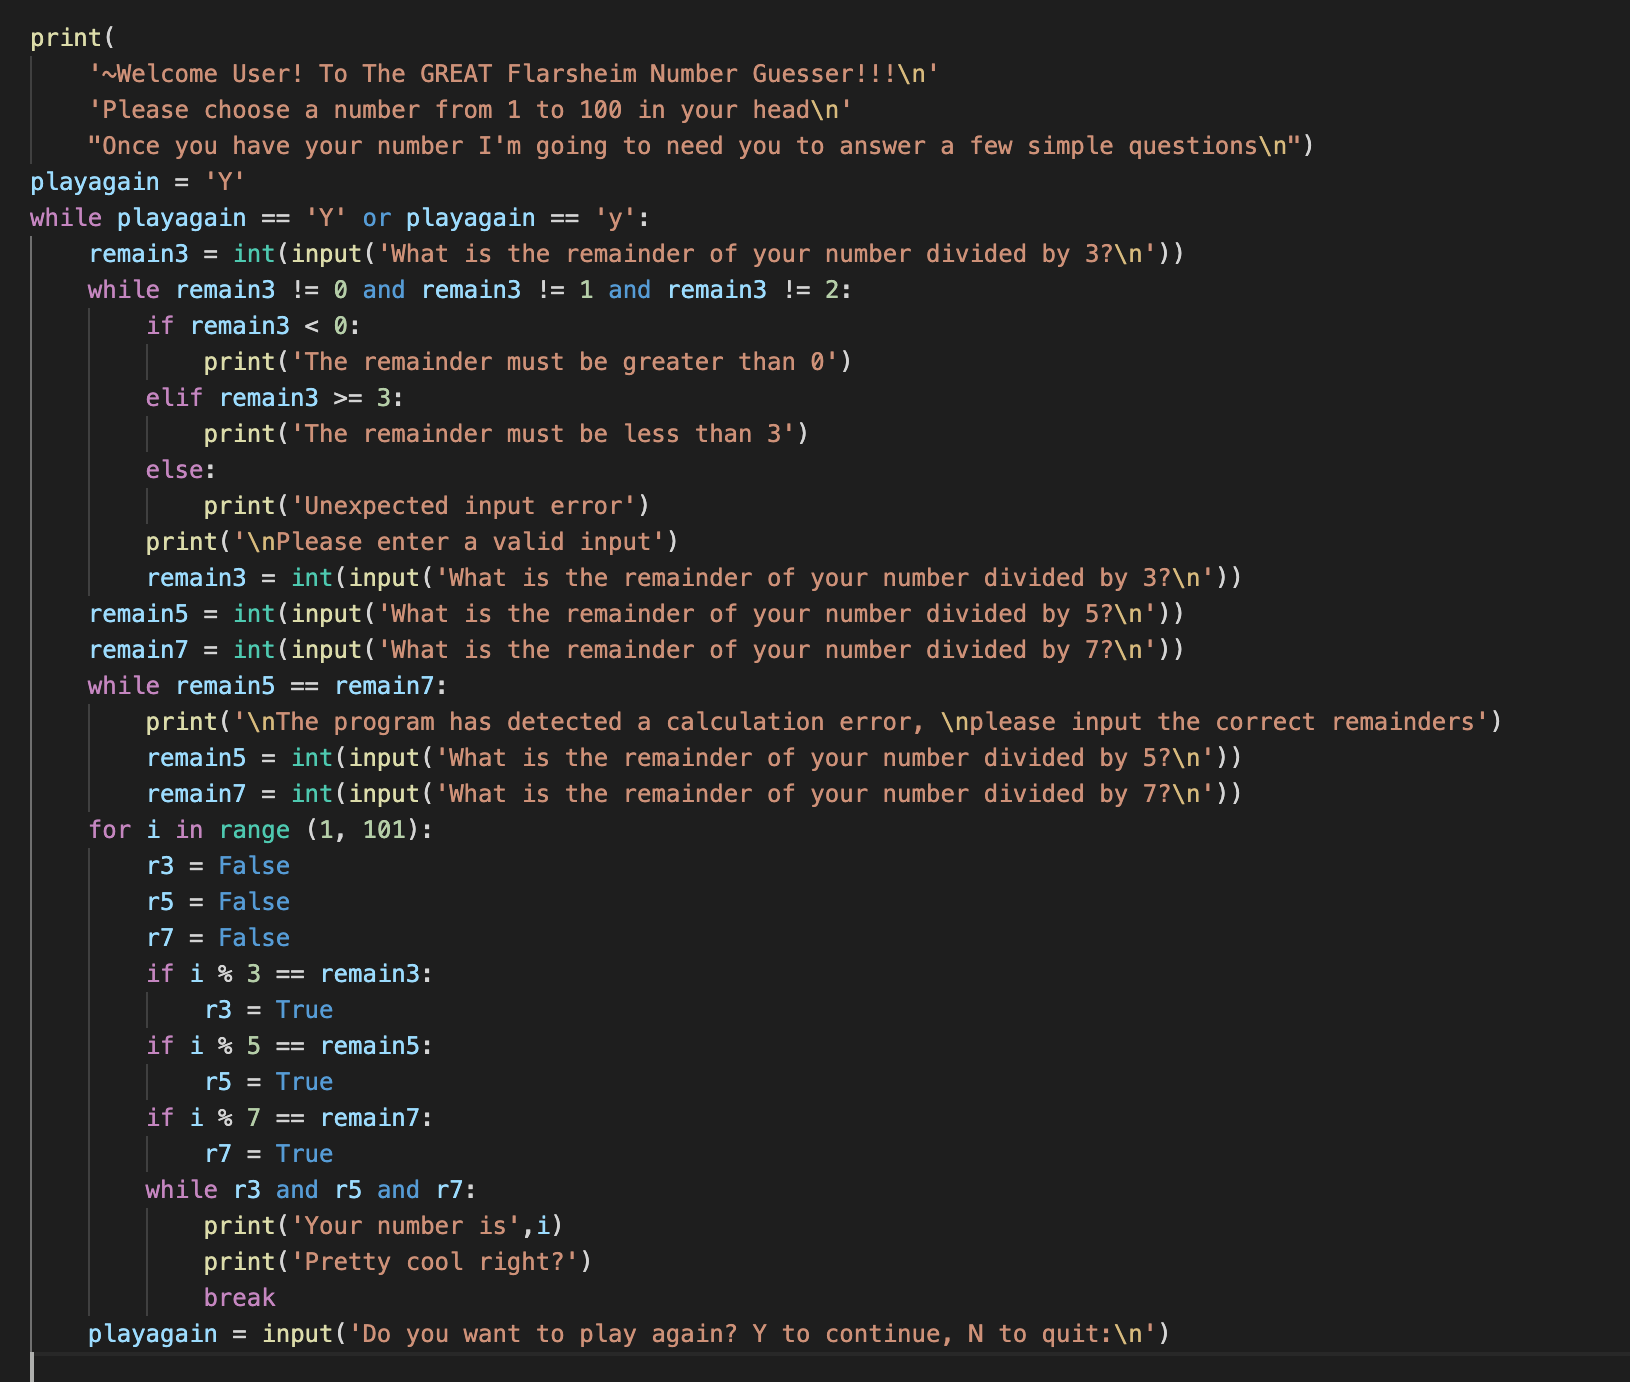 print(
    '~Welcome User! To The GREAT Flarsheim Number Guesser!!!\n'
    'Please choose a number from 1 to 100 in your head\n'
    "Once you have your number I'm going to need you to answer a few simple questions\n")
playagain = 'Y'
while playagain == 'Y' or playagain == 'y':
    remain3 = int(input('What is the remainder of your number divided by 3?\n'))
    while remain3 != 0 and remain3 != 1 and remain3 != 2:
        if remain3 < 0:
            print('The remainder must be greater than 0')
        elif remain3 >= 3:
            print('The remainder must be less than 3')
        else:
            print('Unexpected input error')
        print('\nPlease enter a valid input')
        remain3 = int(input('What is the remainder of your number divided by 3?\n'))
    remain5 = int(input('What is the remainder of your number divided by 5?\n'))
    remain7 = int(input('What is the remainder of your number divided by 7?\n'))
    while remain5 == remain7:
        print('\nThe program has detected a calculation error, \nplease input the correct remainders')
        remain5 = int(input('What is the remainder of your number divided by 5?\n'))
        remain7 = int(input('What is the remainder of your number divided by 7?\n'))
    for i in range (1, 101):
        r3 = False
        r5 = False
        r7 = False
        if i % 3 == remain3:
            r3 = True
        if i % 5 == remain5:
            r5 = True
        if i % 7 == remain7:
            r7 = True
        while r3 and r5 and r7:
            print('Your number is',i)
            print('Pretty cool right?')
            break
    playagain = input('Do you want to play again? Y to continue, N to quit:\n')